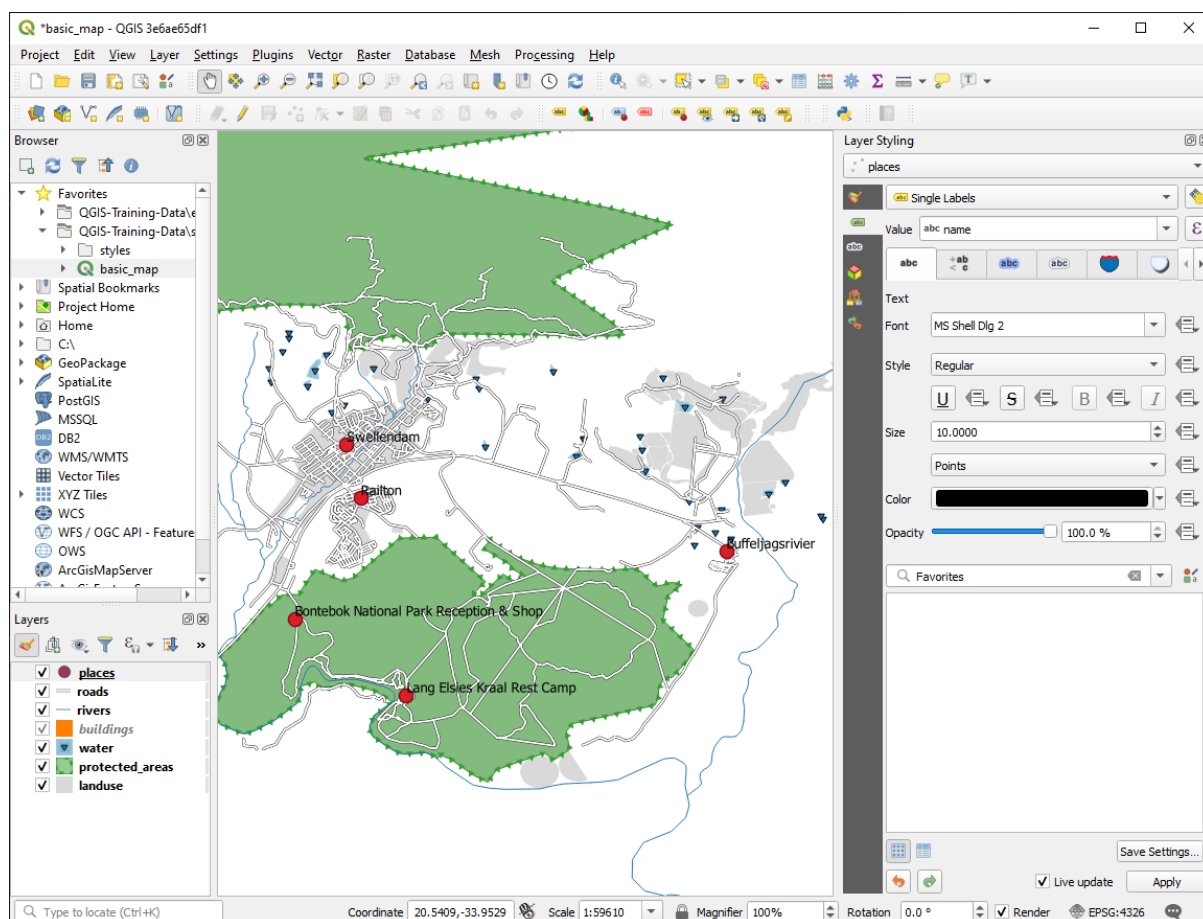 *basic_map - QGIS 3e6ae65df1
Project Edit View Layer Settings Plugins Vector Raster Database Mesh Processing Help
Browser
Favorites
QGIS-Training-Data\e
QGIS-Training-Data\s
styles
basic_map
Spatial Bookmarks
Project Home
Home
C:\
GeoPackage
SpatiaLite
PostGIS
MSSQL
DB2
WMS/WMTS
Vector Tiles
XYZ Tiles
WCS
WFS / OGC API - Feature
OWS
ArcGisMapServer
Layers
places
roads
rivers
buildings
water
protected_areas
landuse
Swellendam
Railton
Buffeljagsrivier
Bontebok National Park Reception & Shop
Lang Elsies Kraal Rest Camp
Layer Styling
places
Single Labels
Value abc name
abc +ab < c abc abc
Text
Font MS Shell Dlg 2
Style Regular
U S B I
Size 10.0000
Points
Color
Opacity 100.0 %
Favorites
Save Settings...
Live update Apply
Type to locate (Ctrl+K) Coordinate 20.5409,-33.9529 Scale 1:59610 Magnifier 100% Rotation 0.0 ° Render EPSG:4326